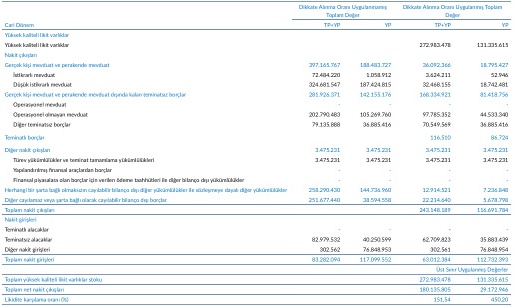 Dikkate Alınma Oranı Uygulanmamış Toplam Değer Dikkate Alınma Oranı Uygulanmış Toplam Değer
Cari Dönem TP+YP YP TP+YP YP
Yüksek kaliteli likit varlıklar
Yüksek kaliteli likit varlıklar 272.983.478 131.335.615
Nakit çıkışları
Gerçek kişi mevduat ve perakende mevduat 397.165.767 188.483.727 36.092.366 18.795.427
İstikrarlı mevduat 72.484.220 1.058.912 3.624.211 52.946
Düşük istikrarlı mevduat 324.681.547 187.424.815 32.468.155 18.742.481
Gerçek kişi mevduat ve perakende mevduat dışında kalan teminatsız borçlar 281.926.371 142.155.176 168.334.921 81.418.756
Operasyonel mevduat - - - -
Operasyonel olmayan mevduat 202.790.483 105.269.760 97.785.352 44.533.340
Diğer teminatsız borçlar 79.135.888 36.885.416 70.549.569 36.885.416
Teminatlı borçlar 116.510 86.724
Diğer nakit çıkışları 3.475.231 3.475.231 3.475.231 3.475.231
Türev yükümlülükler ve teminat tamamlama yükümlülükleri 3.475.231 3.475.231 3.475.231 3.475.231
Yapılandırılmış finansal araçlardan borçlar - - - -
Finansal piyasalara olan borçlar için verilen ödeme taahhütleri ile diğer bilanço dışı yükümlülükler - - - -
Herhangi bir şarta bağlı olmaksızın cayılabilir bilanço dışı diğer yükümlülükler ile sözleşmeye dayalı diğer yükümlülükler 258.290.430 144.736.960 12.914.521 7.236.848
Diğer cayılamaz veya şarta bağlı olarak cayılabilir bilanço dışı borçlar 251.677.440 38.594.558 22.214.640 5.678.798
Toplam nakit çıkışları 243.148.189 116.691.784
Nakit girişleri
Teminatlı alacaklar - - - -
Teminatsız alacaklar 82.979.532 40.250.599 62.709.823 35.883.439
Diğer nakit girişleri 302.562 76.848.953 302.561 76.848.954
Toplam nakit girişleri 83.282.094 117.099.552 63.012.384 112.732.393
Üst Sınır Uygulanmış Değerler
Toplam yüksek kaliteli likit varlıklar stoku 272.983.478 131.335.615
Toplam net nakit çıkışları 180.135.805 29.172.946
Likidite karşılama oranı (%) 151,54 450,20